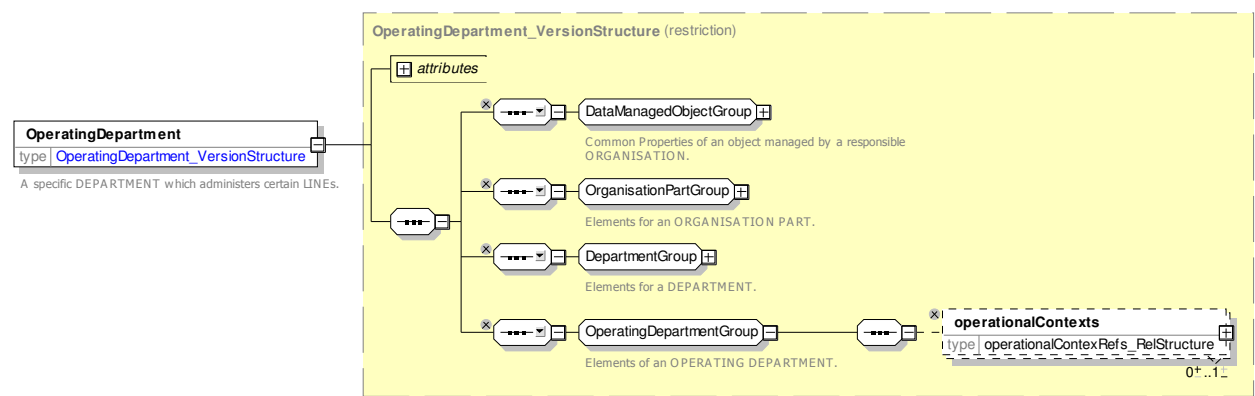 OperatingDepartment_VersionStructure (restriction)
attributes
DataManagedObjectGroup
Common Properties of an object managed by a responsible
ORGANISATION.
OperatingDepartment
type OperatingDepartment_VersionStructure
A specific DEPARTMENT which administers certain LINEs.
OrganisationPartGroup
Elements for an ORGANISATION PART.
DepartmentGroup
Elements for a DEPARTMENT.
OperatingDepartmentGroup
Elements of an OPERATING DEPARTMENT.
operationalContexts
type operationalContexRefs_RelStructure
0±..1±